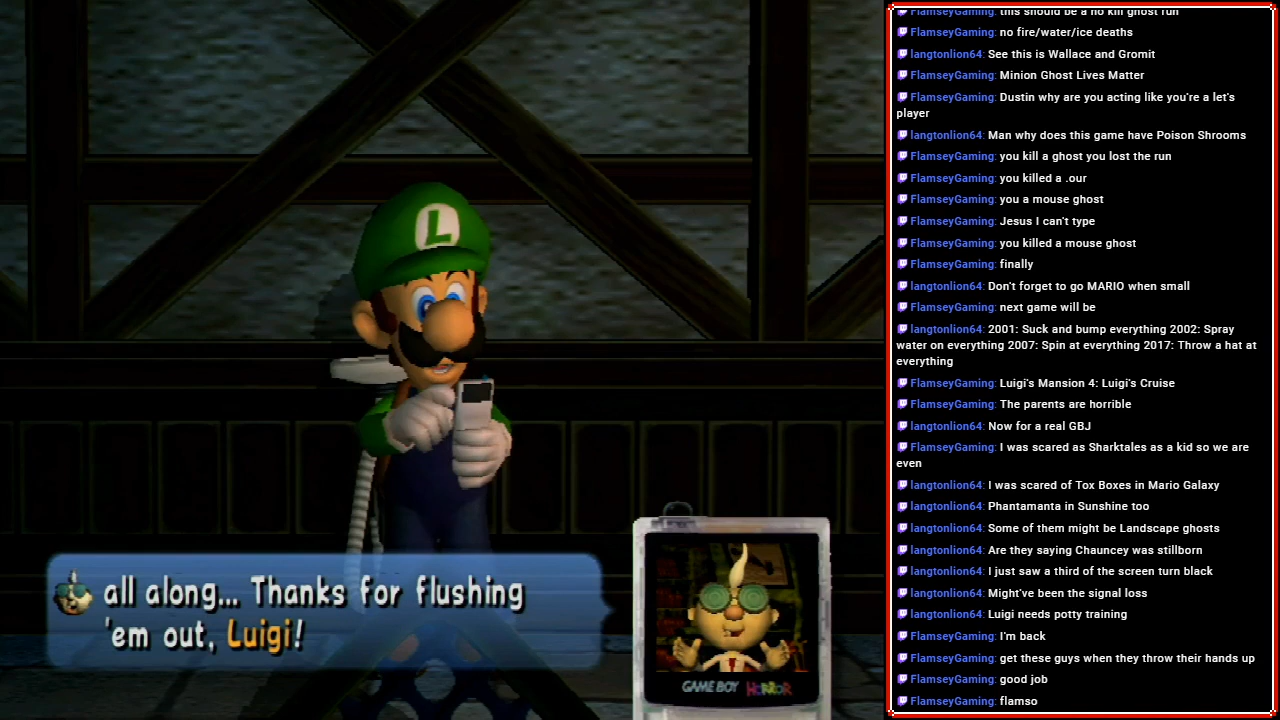 L
all along... Thanks for flushing
'em out, Luigi!
GAME BOY HORROR
FlamseyGaming: this should be a no kill ghost run
FlamseyGaming: no fire/water/ice deaths
langtonlion64: See this is Wallace and Gromit
FlamseyGaming: Minion Ghost Lives Matter
FlamseyGaming: Dustin why are you acting like you're a let's
player
langtonlion64: Man why does this game have Poison Shrooms
FlamseyGaming: you kill a ghost you lost the run
FlamseyGaming: you killed a .our
FlamseyGaming: you a mouse ghost
FlamseyGaming: Jesus I can't type
FlamseyGaming: you killed a mouse ghost
FlamseyGaming: finally
langtonlion64: Don't forget to go MARIO when small
FlamseyGaming: next game will be
langtonlion64: 2001: Suck and bump everything 2002: Spray
water on everything 2007: Spin at everything 2017: Throw a hat at
everything
FlamseyGaming: Luigi's Mansion 4: Luigi's Cruise
FlamseyGaming: The parents are horrible
langtonlion64: Now for a real GBJ
FlamseyGaming: I was scared as Sharktales as a kid so we are
even
langtonlion64: I was scared of Tox Boxes in Mario Galaxy
langtonlion64: Phantamanta in Sunshine too
langtonlion64: Some of them might be Landscape ghosts
langtonlion64: Are they saying Chauncey was stillborn
langtonlion64: I just saw a third of the screen turn black
langtonlion64: Might've been the signal loss
langtonlion64: Luigi needs potty training
FlamseyGaming: I'm back
FlamseyGaming: get these guys when they throw their hands up
FlamseyGaming: good job
FlamseyGaming: flamso